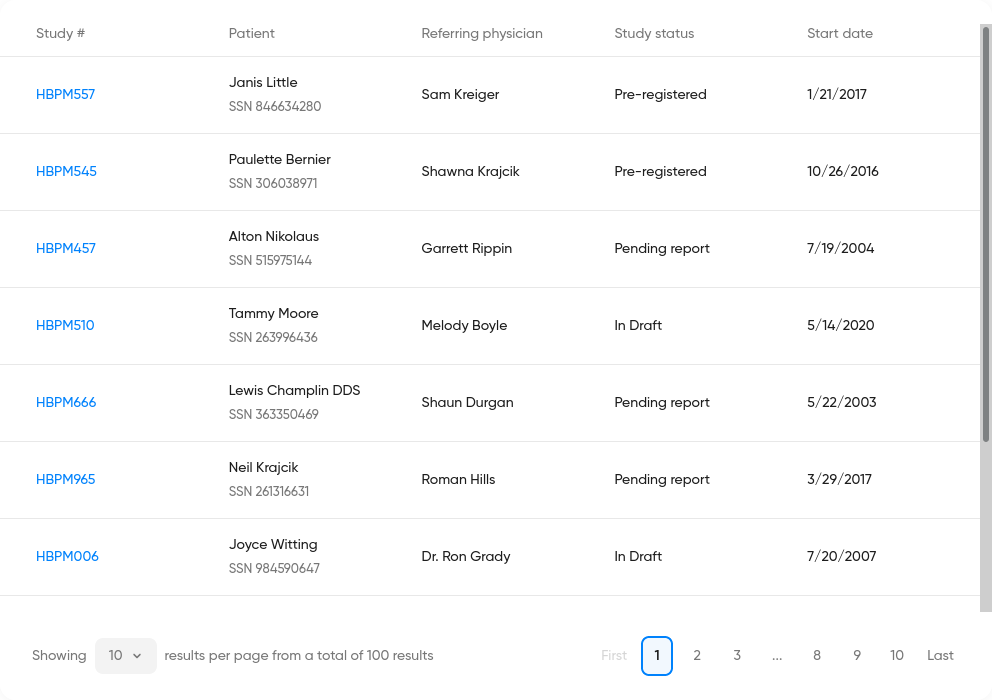 Study # Patient Referring physician Study status Start date
HBPM557 Janis Little SSN 846634280 Sam Kreiger Pre-registered 1/21/2017
HBPM545 Paulette Bernier SSN 306038971 Shawna Krajcik Pre-registered 10/26/2016
HBPM457 Alton Nikolaus SSN 515975144 Garrett Rippin Pending report 7/19/2004
HBPM510 Tammy Moore SSN 263996436 Melody Boyle In Draft 5/14/2020
HBPM666 Lewis Champlin DDS SSN 363350469 Shaun Durgan Pending report 5/22/2003
HBPM965 Neil Krajcik SSN 261316631 Roman Hills Pending report 3/29/2017
HBPM006 Joyce Witting SSN 984590647 Dr. Ron Grady In Draft 7/20/2007
Showing 10 results per page from a total of 100 results First 1 2 3 ... 8 9 10 Last